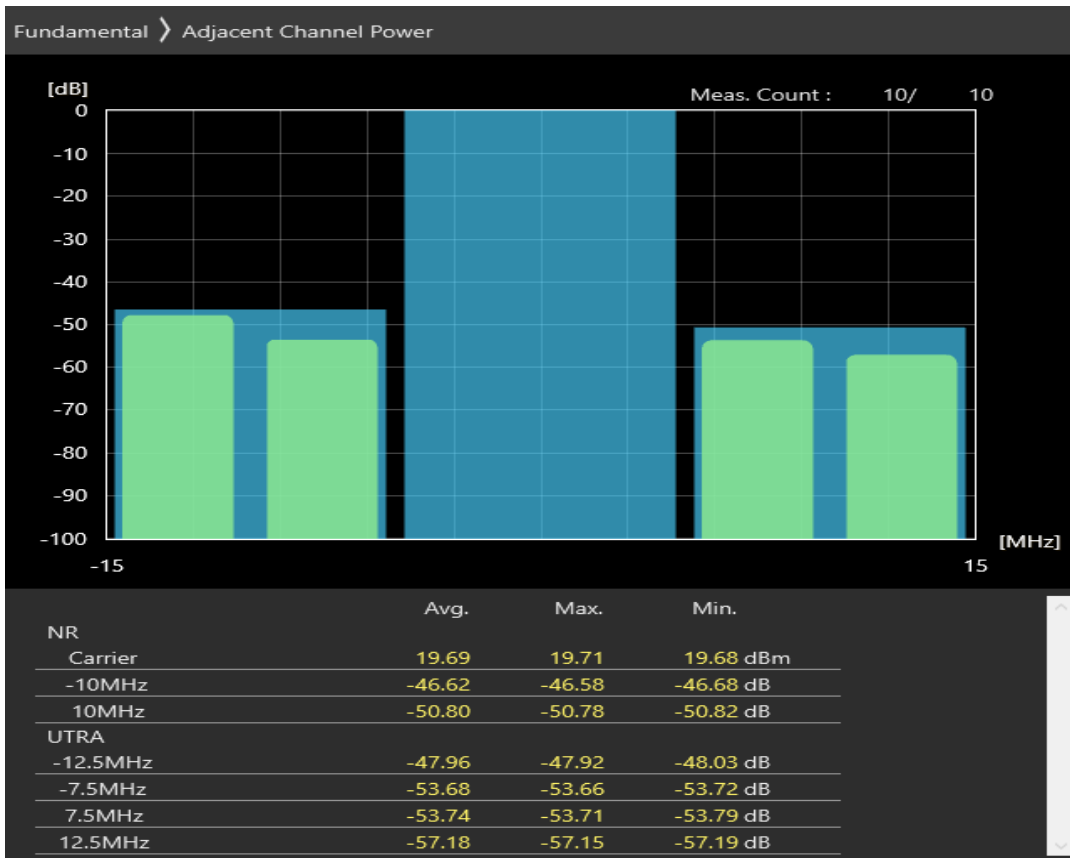 Fundamental 〉 Adjacent Channel Power
[dB]
Meas. Count : 10/ 10
0
-10
-20
-30
-40
-50
-60
-70
-80
-90
-100
[MHz]
-15 15
Avg. Max. Min.
NR
Carrier 19.69 19.71 19.68 dBm
-10MHz -46.62 -46.58 -46.68 dB
10MHz -50.80 -50.78 -50.82 dB
UTRA
-12.5MHz -47.96 -47.92 -48.03 dB
-7.5MHz -53.68 -53.66 -53.72 dB
7.5MHz -53.74 -53.71 -53.79 dB
12.5MHz -57.18 -57.15 -57.19 dB